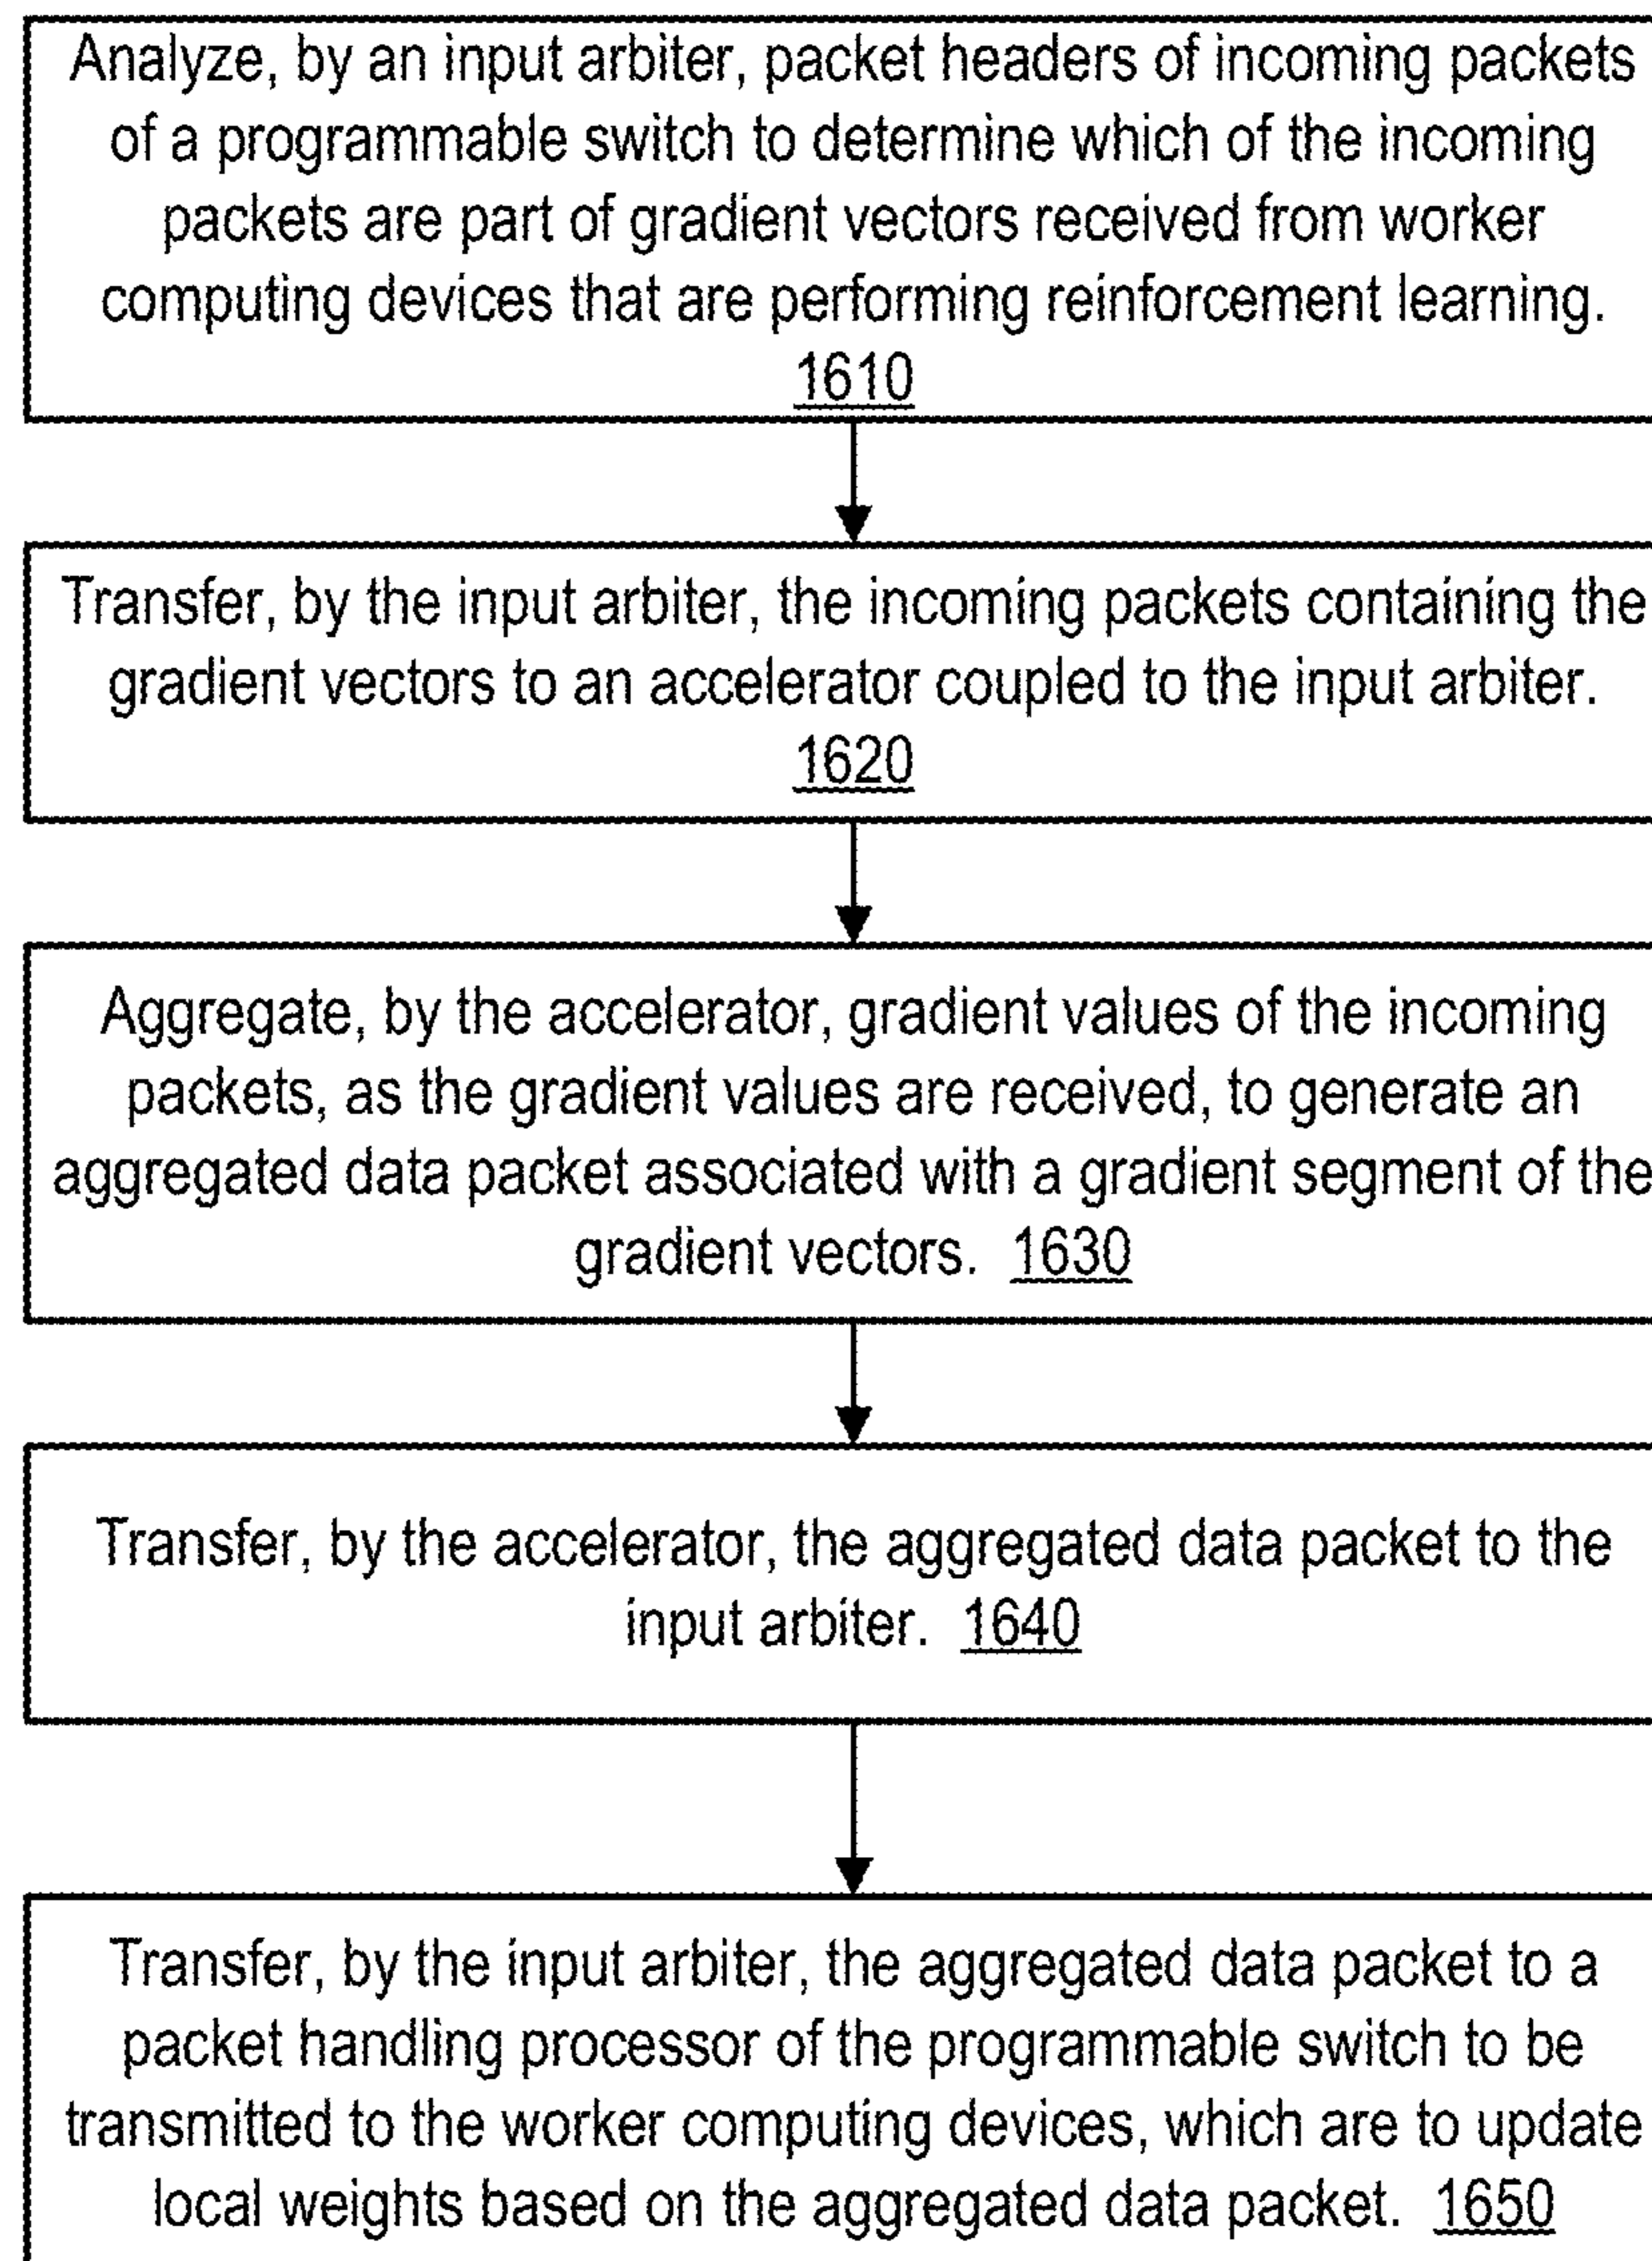 Analyze, by an input arbiter, packet headers of incoming packets
of a programmable switch to determine which of the incoming
packets are part of gradient vectors received from worker
computing devices that are performing reinforcement learning.
1610
Transfer, by the input arbiter, the incoming packets containing the
gradient vectors to an accelerator coupled to the input arbiter.
1620
Aggregate, by the accelerator, gradient values of the incoming
packets, as the gradient values are received, to generate an
aggregated data packet associated with a gradient segment of the
gradient vectors. 1630
Transfer, by the accelerator, the aggregated data packet to the
input arbiter. 1640
Transfer, by the input arbiter, the aggregated data packet to a
packet handling processor of the programmable switch to be
transmitted to the worker computing devices, which are to update
local weights based on the aggregated data packet. 1650